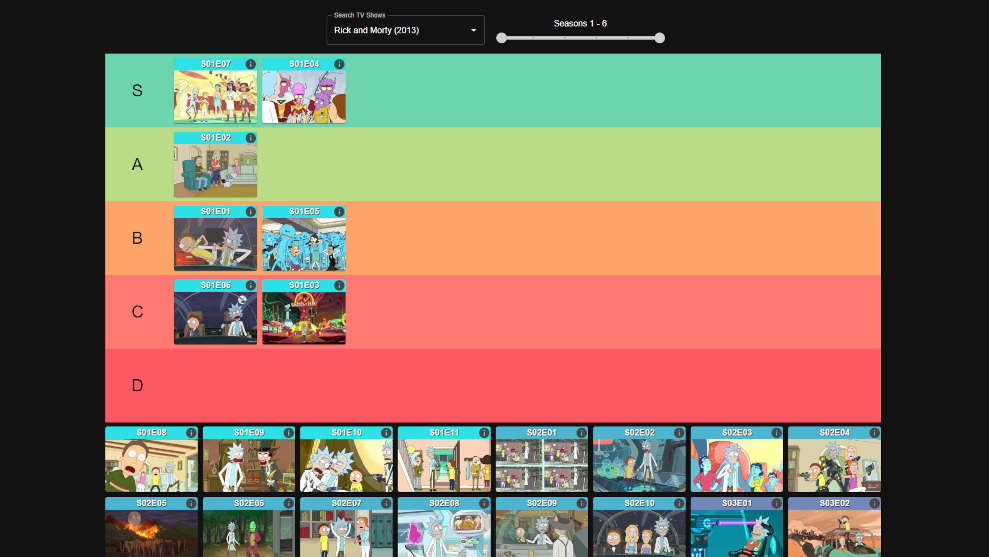 Search TV Shows
Rick and Morty (2013)
Seasons 1 - 6
S
S01E07
S01E04
A
S01E02
B
S01E01
S01E05
C
S01E06
S01E03
D
S01E08
S01E09
S01E10
S01E11
S02E01
S02E02
S02E03
S02E04
S02E05
S02E06
S02E07
S02E08
S02E09
S02E10
S03E01
S03E02